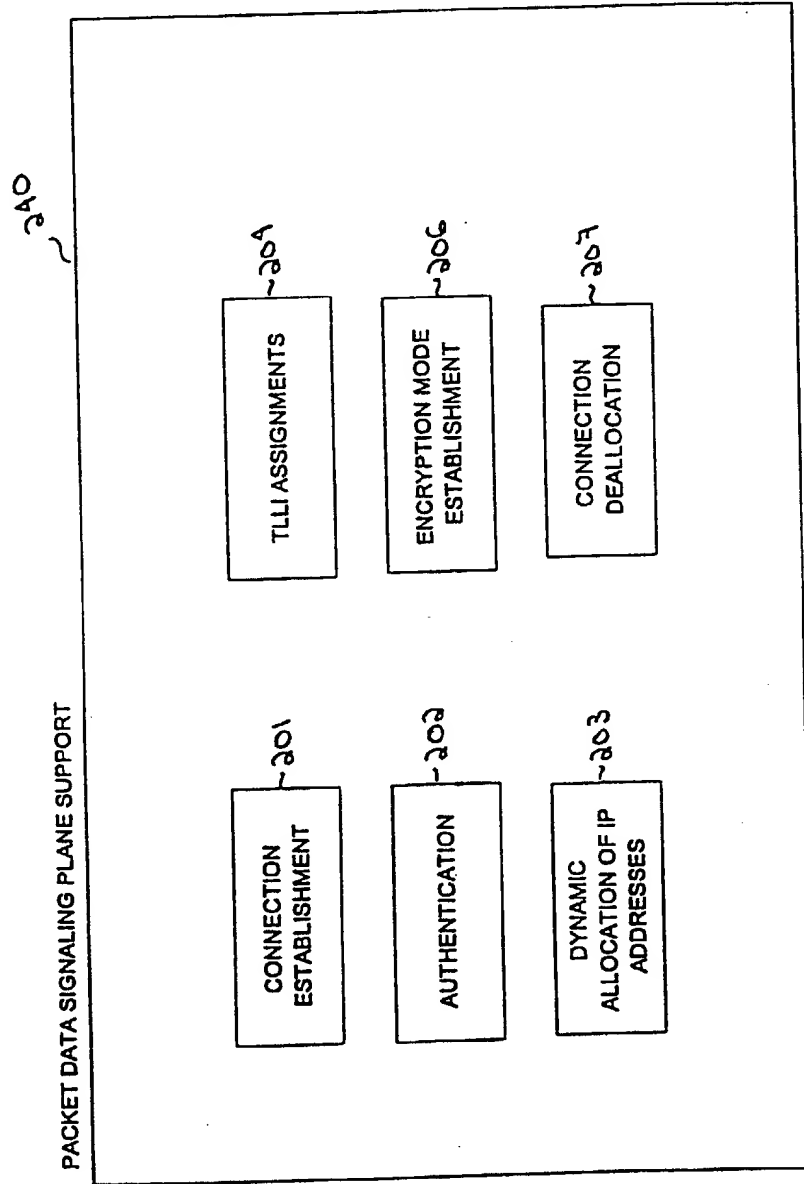 PACKET DATA SIGNALING PLANE SUPPORT
240
CONNECTION
ESTABLISHMENT
201
AUTHENTICATION
202
DYNAMIC
ALLOCATION OF IP
ADDRESSES
203
TLLI ASSIGNMENTS
204
ENCRYPTION MODE
ESTABLISHMENT
206
CONNECTION
DEALLOCATION
207